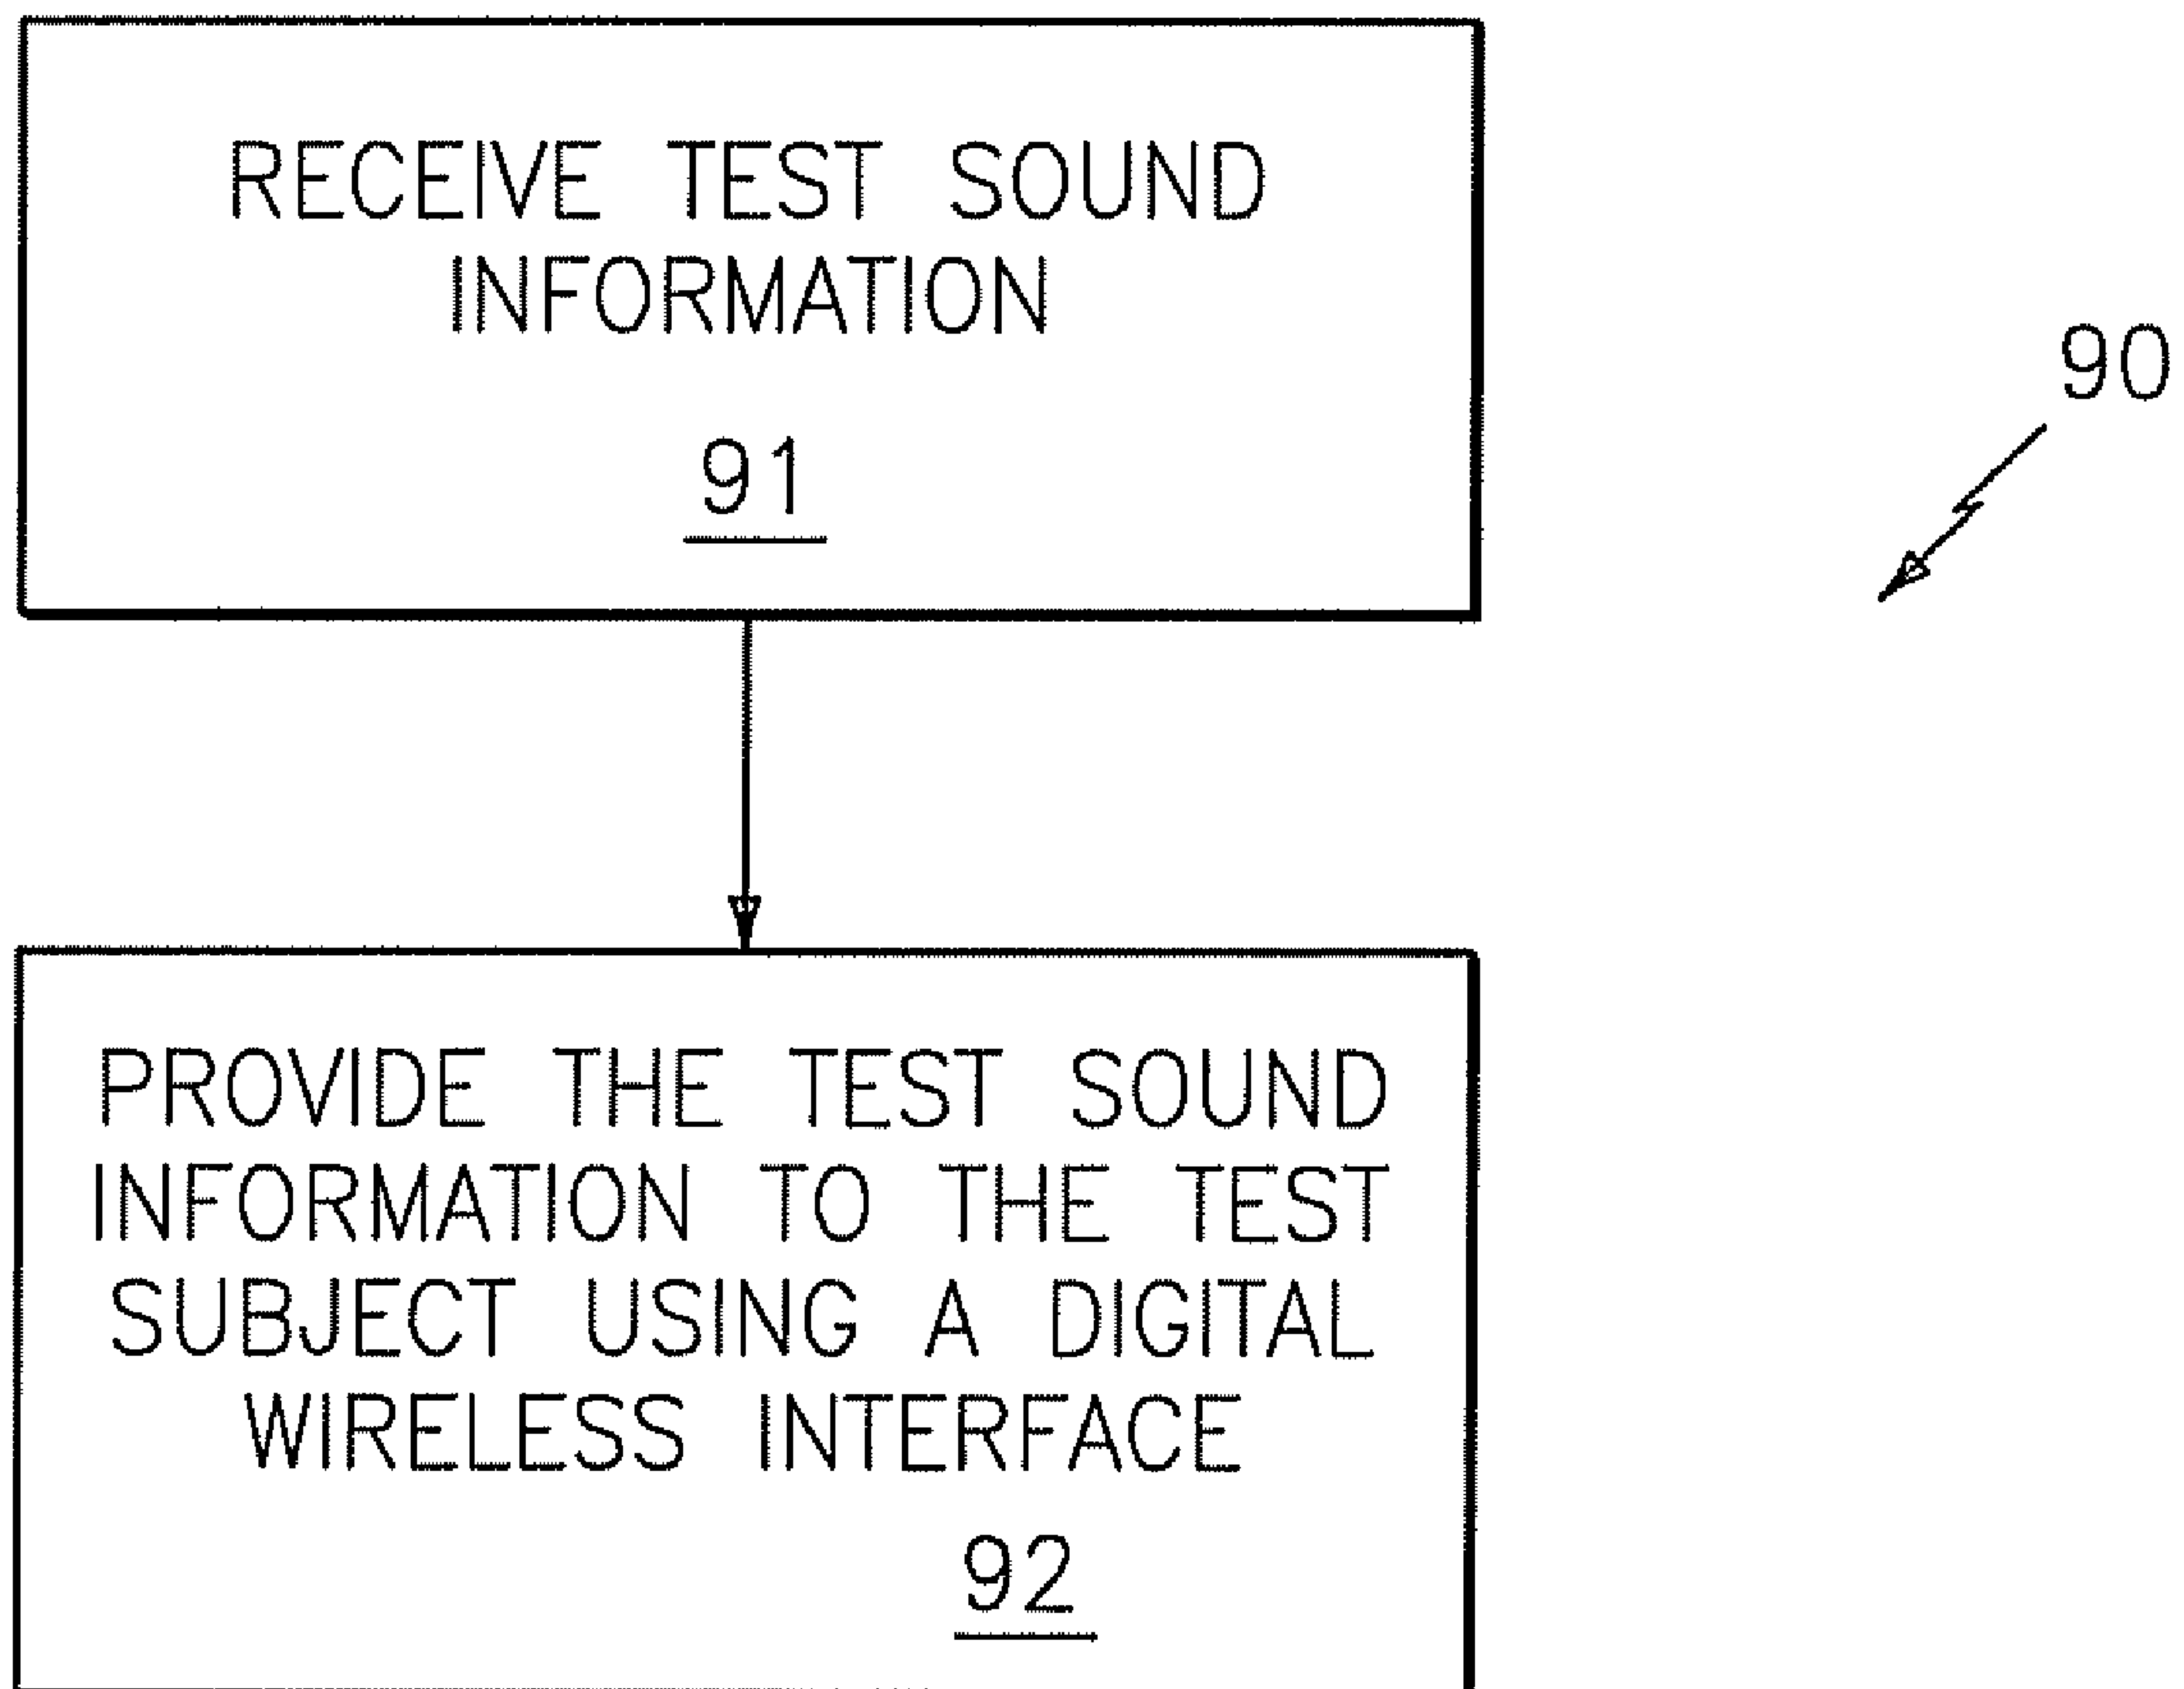 RECEIVE TEST SOUND
INFORMATION
91
90
PROVIDE THE TEST SOUND
INFORMATION TO THE TEST
SUBJECT USING A DIGITAL
WIRELESS INTERFACE
92